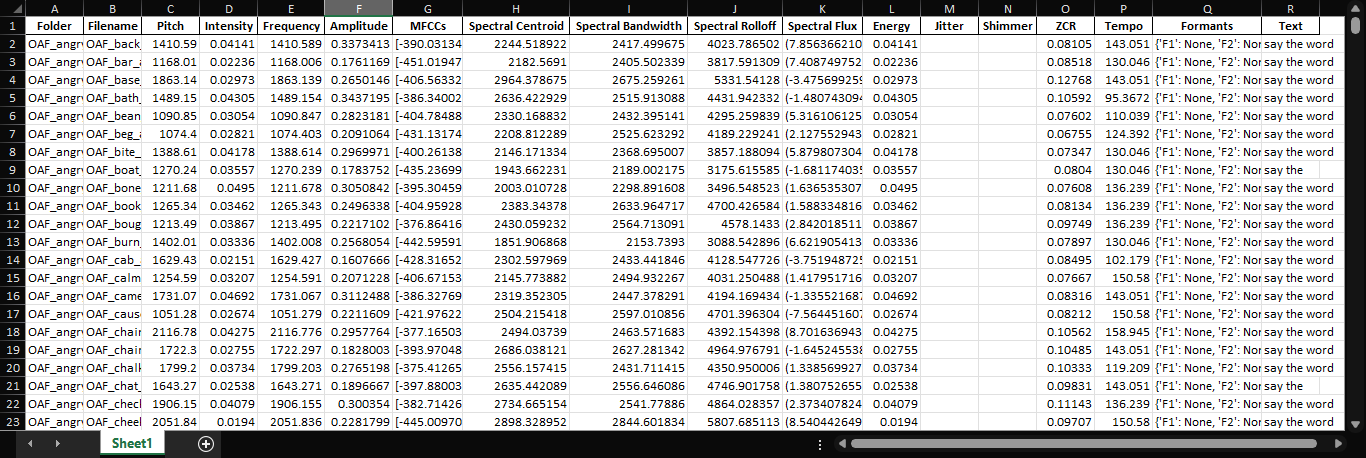 A B C D E F G H I J K L M N O P Q R
1 Folder Filename Pitch Intensity Frequency Amplitude MFCCs Spectral Centroid Spectral Bandwidth Spectral Rolloff Spectral Flux Energy Jitter Shimmer ZCR Tempo Formants Text
2 OAF_angry OAF_back_ 1410.59 0.04141 1410.589 0.3373413 [-390.03134 2244.518922 2417.499675 4023.786502 (7.856366210 0.04141 0.08105 143.051 {'F1': None, 'F2': Nor say the word
3 OAF_angry OAF_bar_a 1168.01 0.02236 1168.006 0.1761169 [-451.01947 2182.5691 2405.502339 3817.591309 (7.408749752 0.02236 0.08518 130.046 {'F1': None, 'F2': Nor say the word
4 OAF_angry OAF_base_ 1863.14 0.02973 1863.139 0.2650146 [-406.56332 2964.378675 2675.259261 5331.54128 (-3.475699259 0.02973 0.12768 143.051 {'F1': None, 'F2': Nor say the word
5 OAF_angry OAF_bath_ 1489.15 0.04305 1489.154 0.3437195 [-386.34002 2636.422929 2515.913088 4431.942332 (-1.480743094 0.04305 0.10592 95.3672 {'F1': None, 'F2': Nor say the word
6 OAF_angry OAF_bean 1090.85 0.03054 1090.847 0.2823181 [-404.78488 2330.168832 2432.395141 4295.259839 (5.316106125 0.03054 0.07602 110.039 {'F1': None, 'F2': Nor say the word
7 OAF_angry OAF_beg_a 1074.4 0.02821 1074.403 0.2091064 [-431.13174 2208.812289 2525.623292 4189.229241 (2.127552943 0.02821 0.06755 124.392 {'F1': None, 'F2': Nor say the word
8 OAF_angry OAF_bite_ 1388.61 0.04178 1388.614 0.2969971 [-400.26138 2146.171334 2368.695007 3857.188094 (5.879807304 0.04178 0.07347 130.046 {'F1': None, 'F2': Nor say the word
9 OAF_angry OAF_boat_ 1270.24 0.03557 1270.239 0.1783752 [-435.23699 1943.662231 2189.002175 3175.615585 (-1.681174035 0.03557 0.0804 130.046 {'F1': None, 'F2': Nor say the
10 OAF_angry OAF_bone 1211.68 0.0495 1211.678 0.3050842 [-395.30459 2003.010728 2298.891608 3496.548523 (1.636535307 0.0495 0.07608 136.239 {'F1': None, 'F2': Nor say the word
11 OAF_angry OAF_book 1265.34 0.03462 1265.343 0.2496338 [-404.95928 2383.34378 2633.964717 4700.426584 (1.588334816 0.03462 0.08134 136.239 {'F1': None, 'F2': Nor say the word
12 OAF_angry OAF_boug 1213.49 0.03867 1213.495 0.2217102 [-376.86416 2430.059232 2564.713091 4578.1433 (2.842018511 0.03867 0.09749 136.239 {'F1': None, 'F2': Nor say the word
13 OAF_angry OAF_burn_ 1402.01 0.03336 1402.008 0.2568054 [-442.59591 1851.906868 2153.7393 3088.542896 (6.621905413 0.03336 0.07897 130.046 {'F1': None, 'F2': Nor say the word
14 OAF_angry OAF_cab_ 1629.43 0.02151 1629.427 0.1607666 [-428.31652 2302.597969 2433.441846 4128.547726 (-3.751948725 0.02151 0.08495 102.179 {'F1': None, 'F2': Nor say the word
15 OAF_angry OAF_calm 1254.59 0.03207 1254.591 0.2071228 [-406.67153 2145.773882 2494.932267 4031.250488 (1.417951716 0.03207 0.07667 150.58 {'F1': None, 'F2': Nor say the word
16 OAF_angry OAF_came 1731.07 0.04692 1731.067 0.3112488 [-386.32769 2319.352305 2447.378291 4194.169434 (-1.335521687 0.04692 0.08316 143.051 {'F1': None, 'F2': Nor say the word
17 OAF_angry OAF_caus 1051.28 0.02674 1051.279 0.2211609 [-421.97622 2504.215418 2597.010856 4701.396304 (-7.564451607 0.02674 0.08212 150.58 {'F1': None, 'F2': Nor say the word
18 OAF_angry OAF_chair 2116.78 0.04275 2116.776 0.2957764 [-377.16503 2494.03739 2463.571683 4392.154398 (8.701636943 0.04275 0.10562 158.945 {'F1': None, 'F2': Nor say the word
19 OAF_angry OAF_chair 1722.3 0.02755 1722.297 0.1828003 [-393.97048 2686.038121 2627.281342 4964.976791 (-1.645245538 0.02755 0.10485 143.051 {'F1': None, 'F2': Nor say the word
20 OAF_angry OAF_chalk 1799.2 0.03734 1799.203 0.2765198 [-375.41265 2556.157415 2431.711415 4350.950006 (1.338569927 0.03734 0.10333 119.209 {'F1': None, 'F2': Nor say the word
21 OAF_angry OAF_chat_ 1643.27 0.02538 1643.271 0.1896667 [-397.88003 2635.442089 2556.646086 4746.901758 (1.380752655 0.02538 0.09831 143.051 {'F1': None, 'F2': Nor say the
22 OAF_angry OAF_checl 1906.15 0.04079 1906.155 0.300354 [-382.71426 2734.665154 2541.77886 4864.028357 (2.373407824 0.04079 0.11143 136.239 {'F1': None, 'F2': Nor say the word
23 OAF_angry OAF_cheel 2051.84 0.0194 2051.836 0.2281799 [-445.00970 2898.328952 2844.601834 5807.685113 (8.540442649 0.0194 0.09707 150.58 {'F1': None, 'F2': Nor say the word
Sheet1